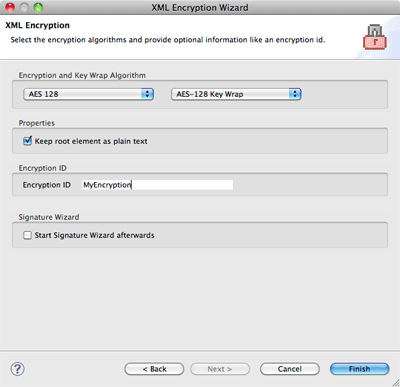 XML Encryption Wizard
XML Encryption
Select the encryption algorithms and provide optional information like an encryption id.
Encryption and Key Wrap Algorithm
AES 128 AES-128 Key Wrap
Properties
Keep root element as plain text
Encryption ID
Encryption ID MyEncryption
Signature Wizard
Start Signature Wizard afterwards
? < Back Next > Cancel Finish